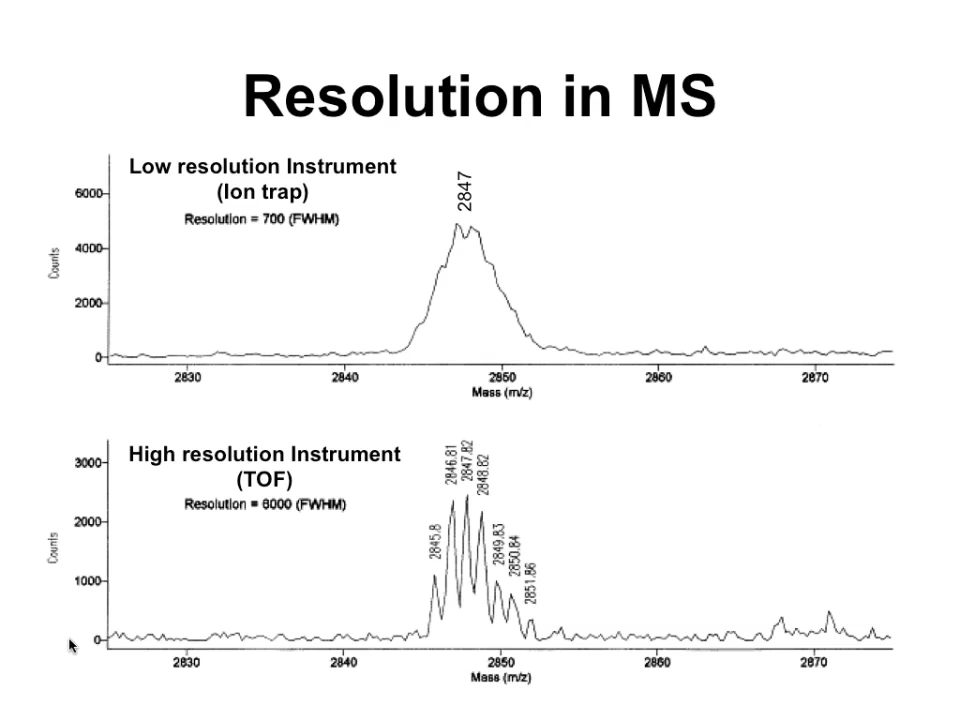 Resolution in MS
Low resolution Instrument
(Ion trap)
Resolution = 700 (FWHM)
2847
6000
4000
2000
0
Counts
2830
2840
2850
2860
2870
Mass (m/z)
High resolution Instrument
(TOF)
Resolution = 6000 (FWHM)
2845.8
2846.81
2847.82
2848.82
2849.83
2850.84
2851.86
3000
2000
1000
0
Counts
2830
2840
2850
2860
2870
Mass (m/z)